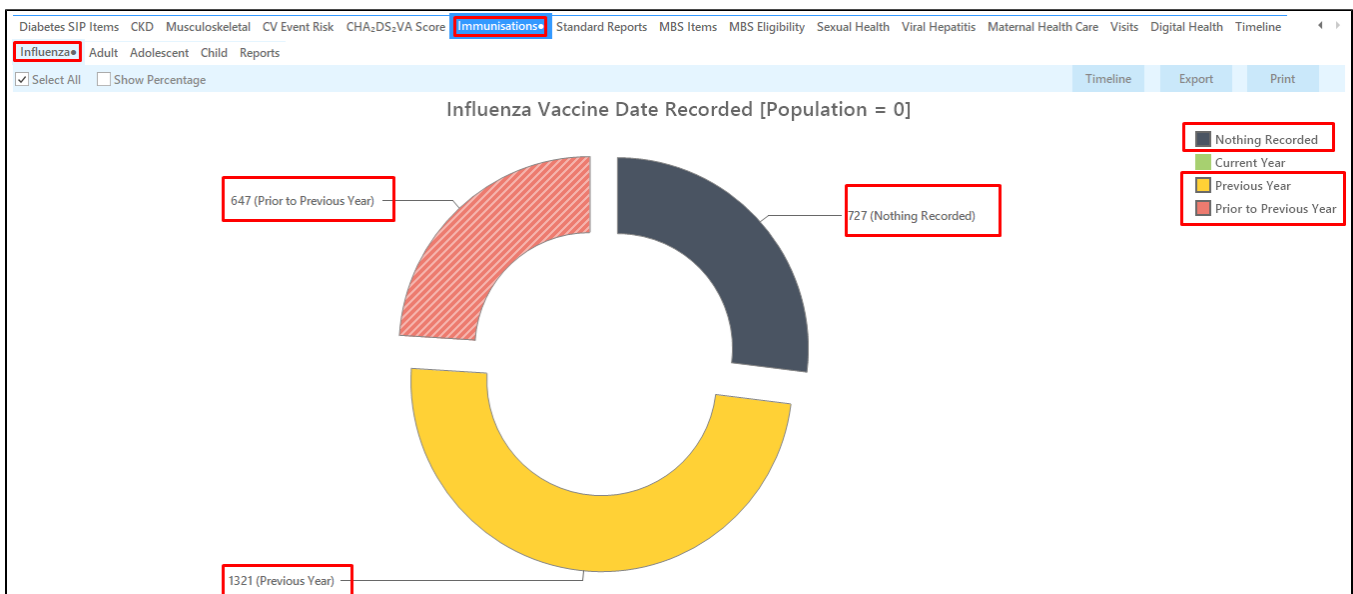 Diabetes SIP Items CKD Musculoskeletal CV Event Risk CHA₂DS₂VA Score Immunisations• Standard Reports MBS Items MBS Eligibility Sexual Health Viral Hepatitis Maternal Health Care Visits Digital Health Timeline
Influenza• Adult Adolescent Child Reports
Select All Show Percentage Timeline Export Print
Influenza Vaccine Date Recorded [Population = 0]
Nothing Recorded
Current Year
Previous Year
Prior to Previous Year
647 (Prior to Previous Year)
727 (Nothing Recorded)
1321 (Previous Year)